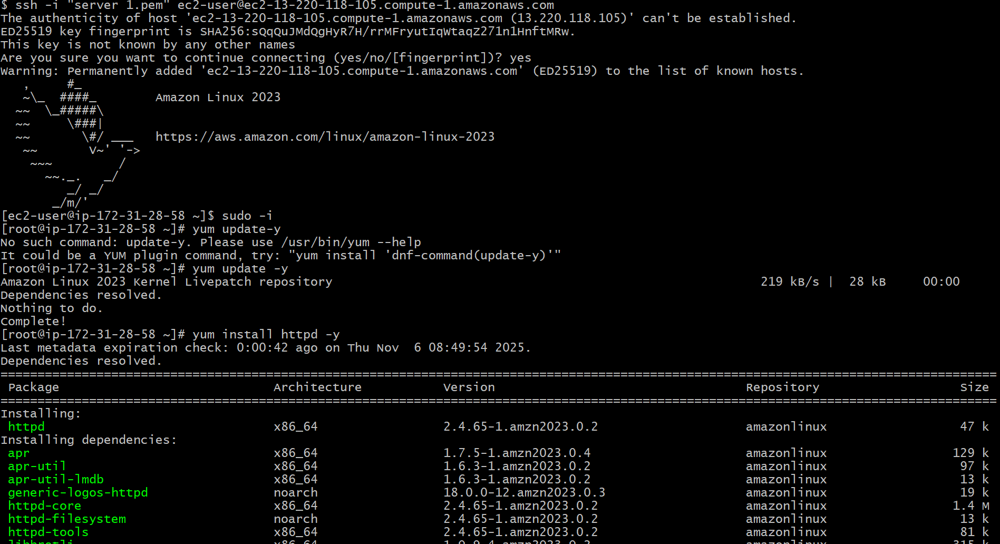 $ ssh -i "server 1.pem" ec2-user@ec2-13-220-118-105.compute-1.amazonaws.com
The authenticity of host 'ec2-13-220-118-105.compute-1.amazonaws.com (13.220.118.105)' can't be established.
ED25519 key fingerprint is SHA256:sQqQuJMdQgHyR7H/rrMFryutIqWtaqZ271n1HnftMRw.
This key is not known by any other names
Are you sure you want to continue connecting (yes/no/[fingerprint])? yes
Warning: Permanently added 'ec2-13-220-118-105.compute-1.amazonaws.com' (ED25519) to the list of known hosts.
   ,     #_
   ~\_  ####_        Amazon Linux 2023
  ~~  \_#####\
  ~~     \###|
  ~~       \#/ ___   https://aws.amazon.com/linux/amazon-linux-2023
   ~~       V~' '->
    ~~~         /
      ~~._.   _/
         _/ _/
       _/m/'
[ec2-user@ip-172-31-28-58 ~]$ sudo -i
[root@ip-172-31-28-58 ~]# yum update-y
No such command: update-y. Please use /usr/bin/yum --help
It could be a YUM plugin command, try: "yum install 'dnf-command(update-y)'"
[root@ip-172-31-28-58 ~]# yum update -y
Amazon Linux 2023 Kernel Livepatch repository 219 kB/s | 28 kB 00:00
Dependencies resolved.
Nothing to do.
Complete!
[root@ip-172-31-28-58 ~]# yum install httpd -y
Last metadata expiration check: 0:00:42 ago on Thu Nov  6 08:49:54 2025.
Dependencies resolved.
Package Architecture Version Repository Size
Installing:
httpd x86_64 2.4.65-1.amzn2023.0.2 amazonlinux 47 k
Installing dependencies:
apr x86_64 1.7.5-1.amzn2023.0.4 amazonlinux 129 k
apr-util x86_64 1.6.3-1.amzn2023.0.2 amazonlinux 97 k
apr-util-lmdb x86_64 1.6.3-1.amzn2023.0.2 amazonlinux 13 k
generic-logos-httpd noarch 18.0.0-12.amzn2023.0.3 amazonlinux 19 k
httpd-core x86_64 2.4.65-1.amzn2023.0.2 amazonlinux 1.4 M
httpd-filesystem noarch 2.4.65-1.amzn2023.0.2 amazonlinux 13 k
httpd-tools x86_64 2.4.65-1.amzn2023.0.2 amazonlinux 81 k
libbrotli x86_64 1.0.9-4.amzn2023.0.2 amazonlinux 315 k